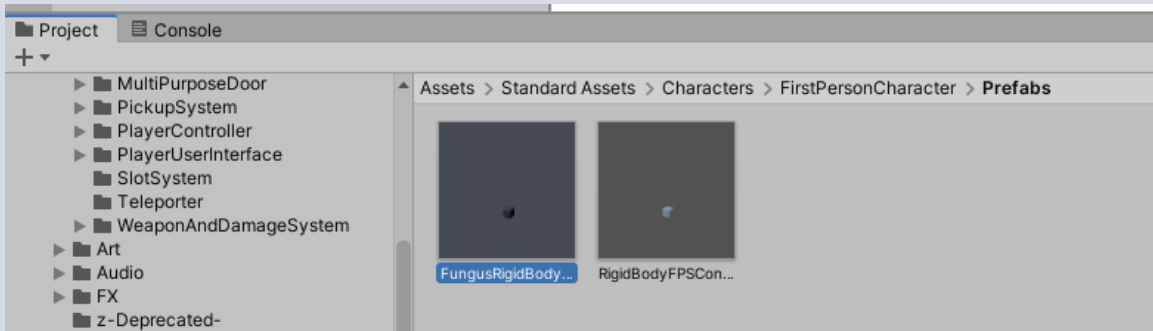 Project
Console
MultiPurposeDoor
PickupSystem
PlayerController
PlayerUserInterface
SlotSystem
Teleporter
WeaponAndDamageSystem
Art
Audio
FX
z-Deprecated-
Assets > Standard Assets > Characters > FirstPersonCharacter > Prefabs
FungusRigidBody...
RigidBodyFPSCon...